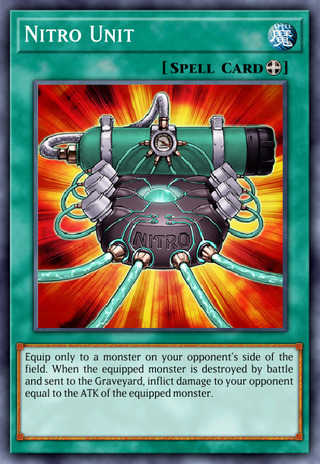 Nitro Unit
魔
[Spell Card]
NITRO
Equip only to a monster on your opponent's side of the
field. When the equipped monster is destroyed by battle
and sent to the Graveyard, inflict damage to your opponent
equal to the ATK of the equipped monster.